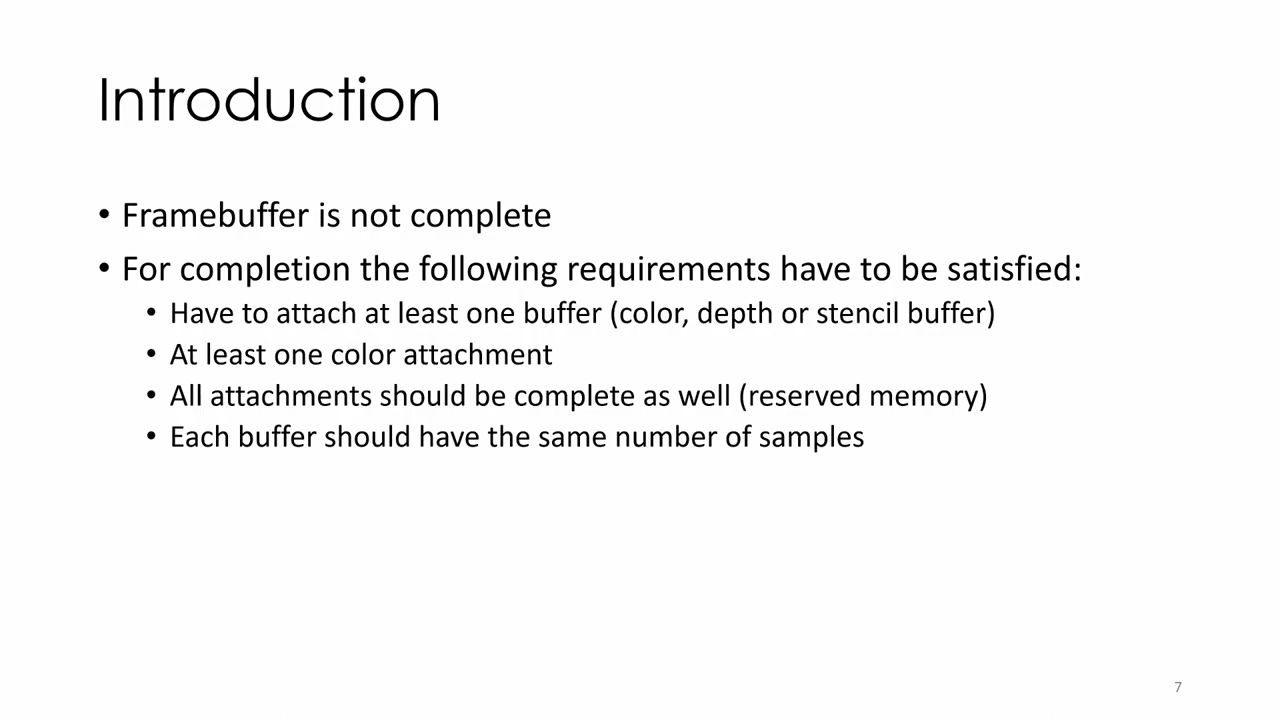 Introduction
• Framebuffer is not complete
• For completion the following requirements have to be satisfied:
• Have to attach at least one buffer (color, depth or stencil buffer)
• At least one color attachment
• All attachments should be complete as well (reserved memory)
• Each buffer should have the same number of samples
7